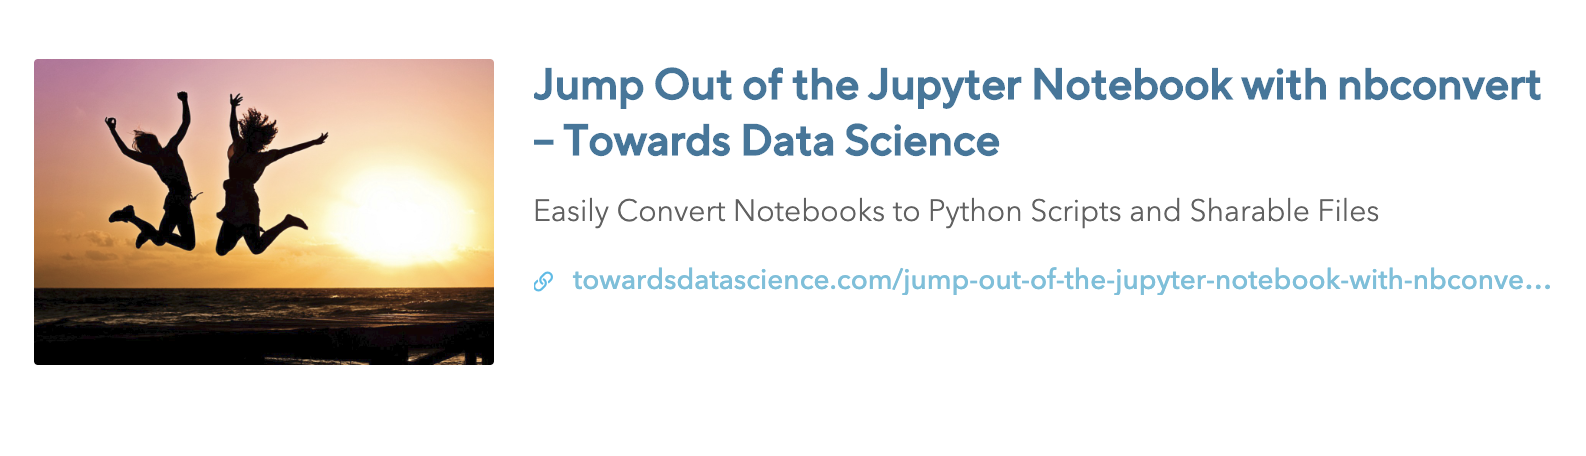 Jump Out of the Jupyter Notebook with nbconvert
– Towards Data Science
Easily Convert Notebooks to Python Scripts and Sharable Files
towardsdatascience.com/jump-out-of-the-jupyter-notebook-with-nbconve...